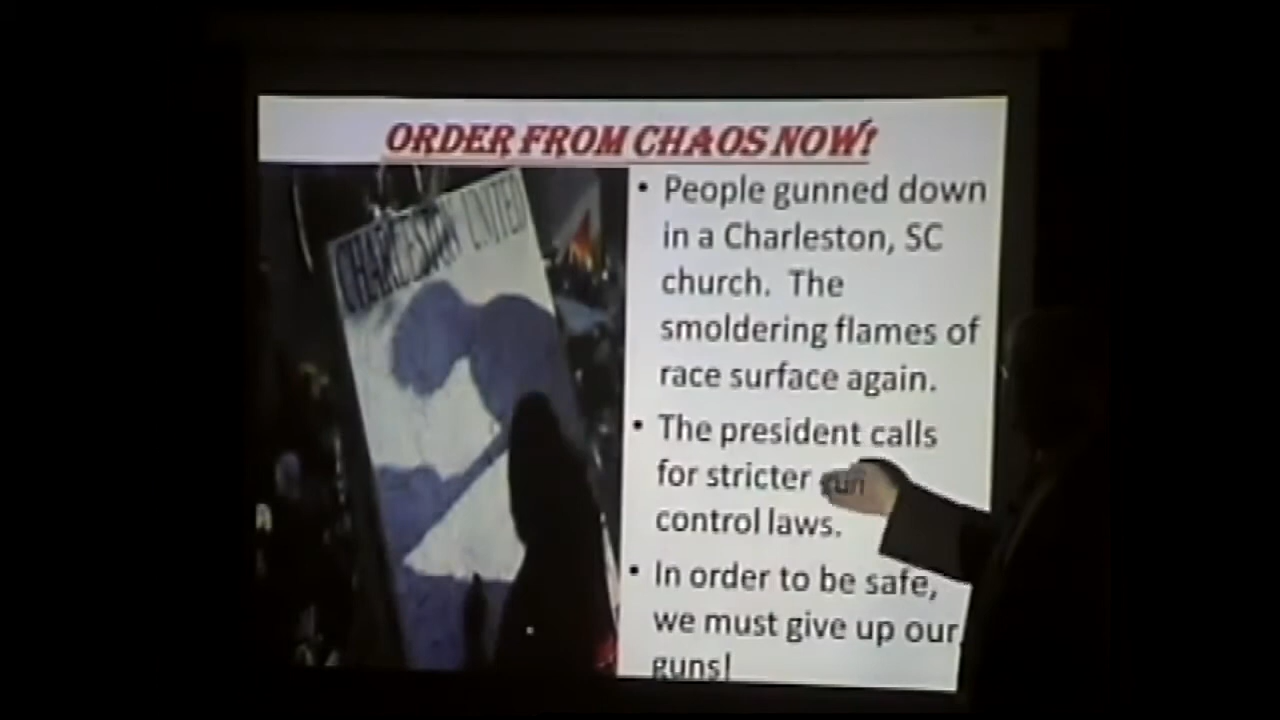 ORDER FROM CHAOS NOW!
CHARLESTON UNITED
• People gunned down
in a Charleston, SC
church. The
smoldering flames of
race surface again.
• The president calls
for stricter gun
control laws.
• In order to be safe,
we must give up our
guns!